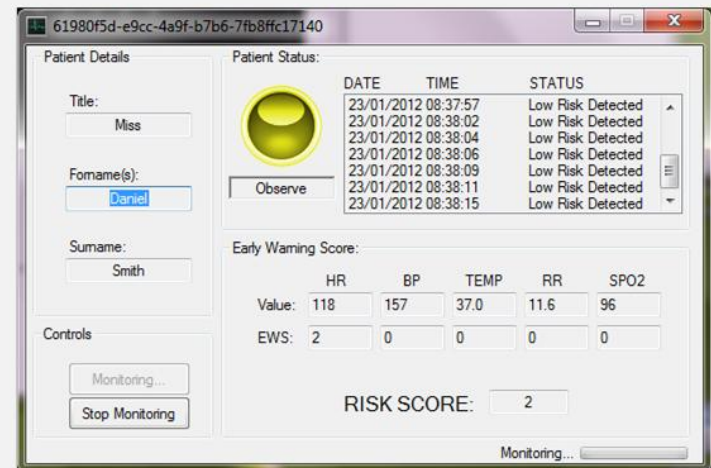 61980f5d-e9cc-4a9f-b7b6-7fb8ffc17140
Patient Details
Title:
Miss
Forname(s):
Daniel
Surname:
Smith
Controls
Monitoring...
Stop Monitoring
Patient Status:
Observe
DATE TIME STATUS
23/01/2012 08:37:57 Low Risk Detected
23/01/2012 08:38:02 Low Risk Detected
23/01/2012 08:38:04 Low Risk Detected
23/01/2012 08:38:06 Low Risk Detected
23/01/2012 08:38:09 Low Risk Detected
23/01/2012 08:38:11 Low Risk Detected
23/01/2012 08:38:15 Low Risk Detected
Early Warning Score:
HR BP TEMP RR SPO2
Value: 118 157 37.0 11.6 96
EWS: 2 0 0 0 0
RISK SCORE: 2
Monitoring...